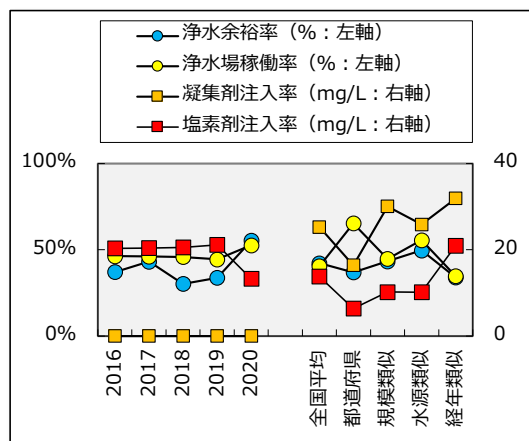 浄水余裕率（%：左軸）
浄水場稼働率（%：左軸）
凝集剤注入率（mg/L：右軸）
塩素剤注入率（mg/L：右軸）
100%
50%
0%
40
20
0
2016
2017
2018
2019
2020
全国平均
都道府県
規模類似
水源類似
経年類似